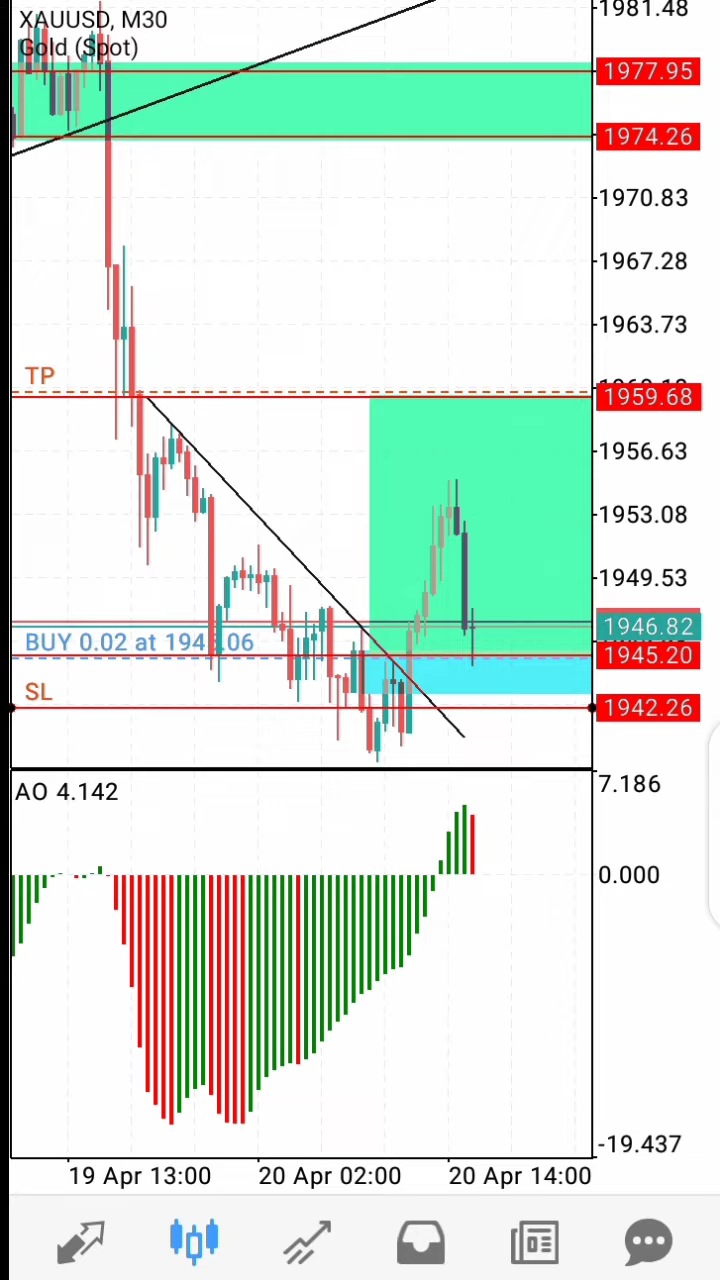 XAUUSD, M30
Gold (Spot)
1981.48
1977.95
1974.26
1970.83
1967.28
1963.73
TP
1959.68
1956.63
1953.08
1949.53
1946.82
BUY 0.02 at
1945.20
SL
1942.26
AO 4.142
7.186
0.000
-19.437
19 Apr 13:00
20 Apr 02:00
20 Apr 14:00